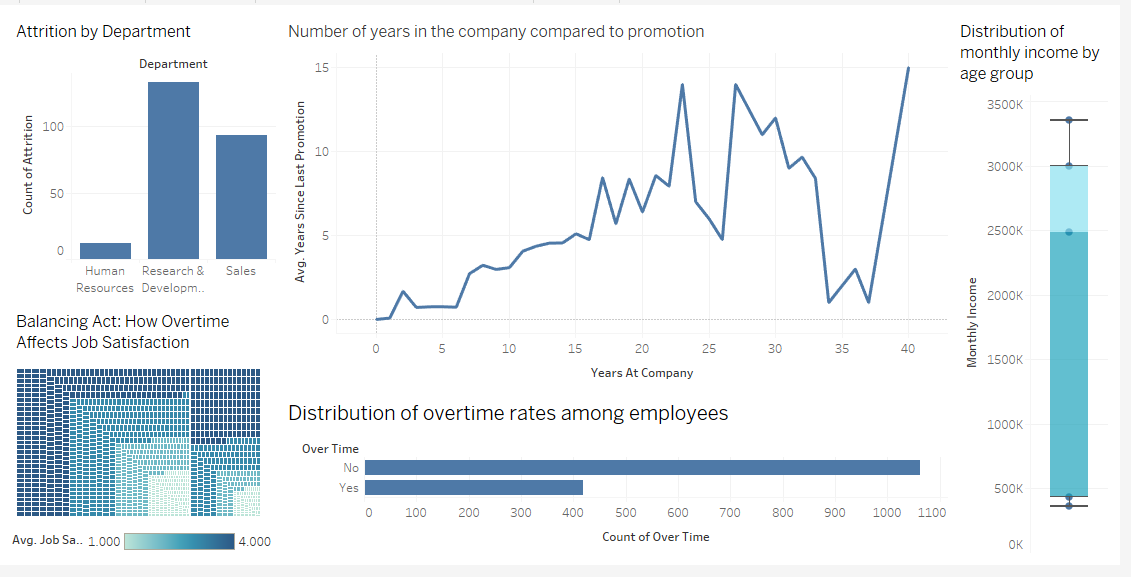 Attrition by Department
Department
Count of Attrition
100
50
0
Human
Resources
Research &
Developm..
Sales
Balancing Act: How Overtime
Affects Job Satisfaction
Avg. Job Sa.. 1.000 4.000
Number of years in the company compared to promotion
Avg. Years Since Last Promotion
15
10
5
0
0 5 10 15 20 25 30 35 40
Years At Company
Distribution of overtime rates among employees
Over Time
No
Yes
0 100 200 300 400 500 600 700 800 900 1000 1100
Count of Over Time
Distribution of
monthly income by
age group
Monthly Income
3500K
3000K
2500K
2000K
1500K
1000K
500K
0K